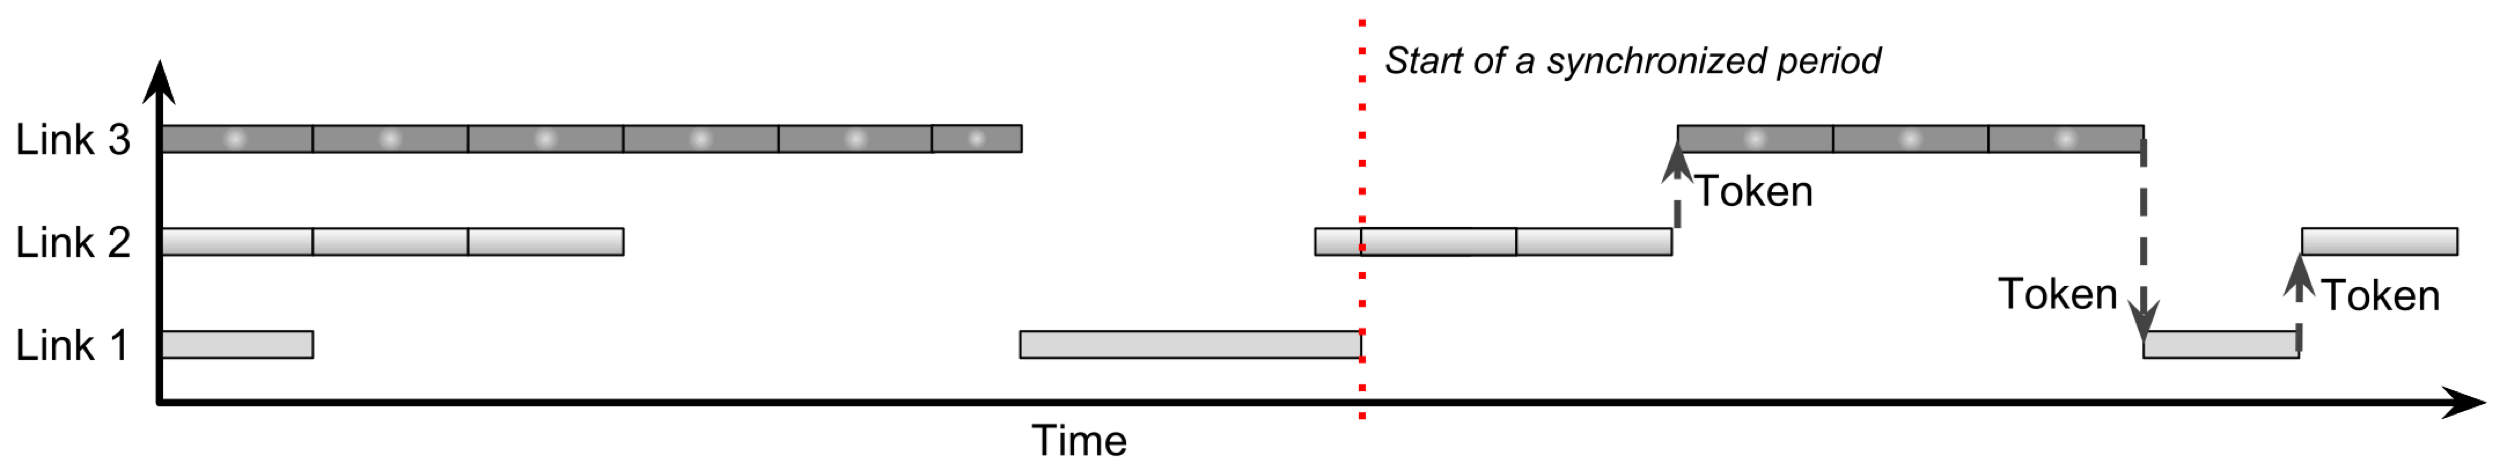 Start of a synchronized period
Link 3
Token
Link 2
Token
Token
Link 1
Time